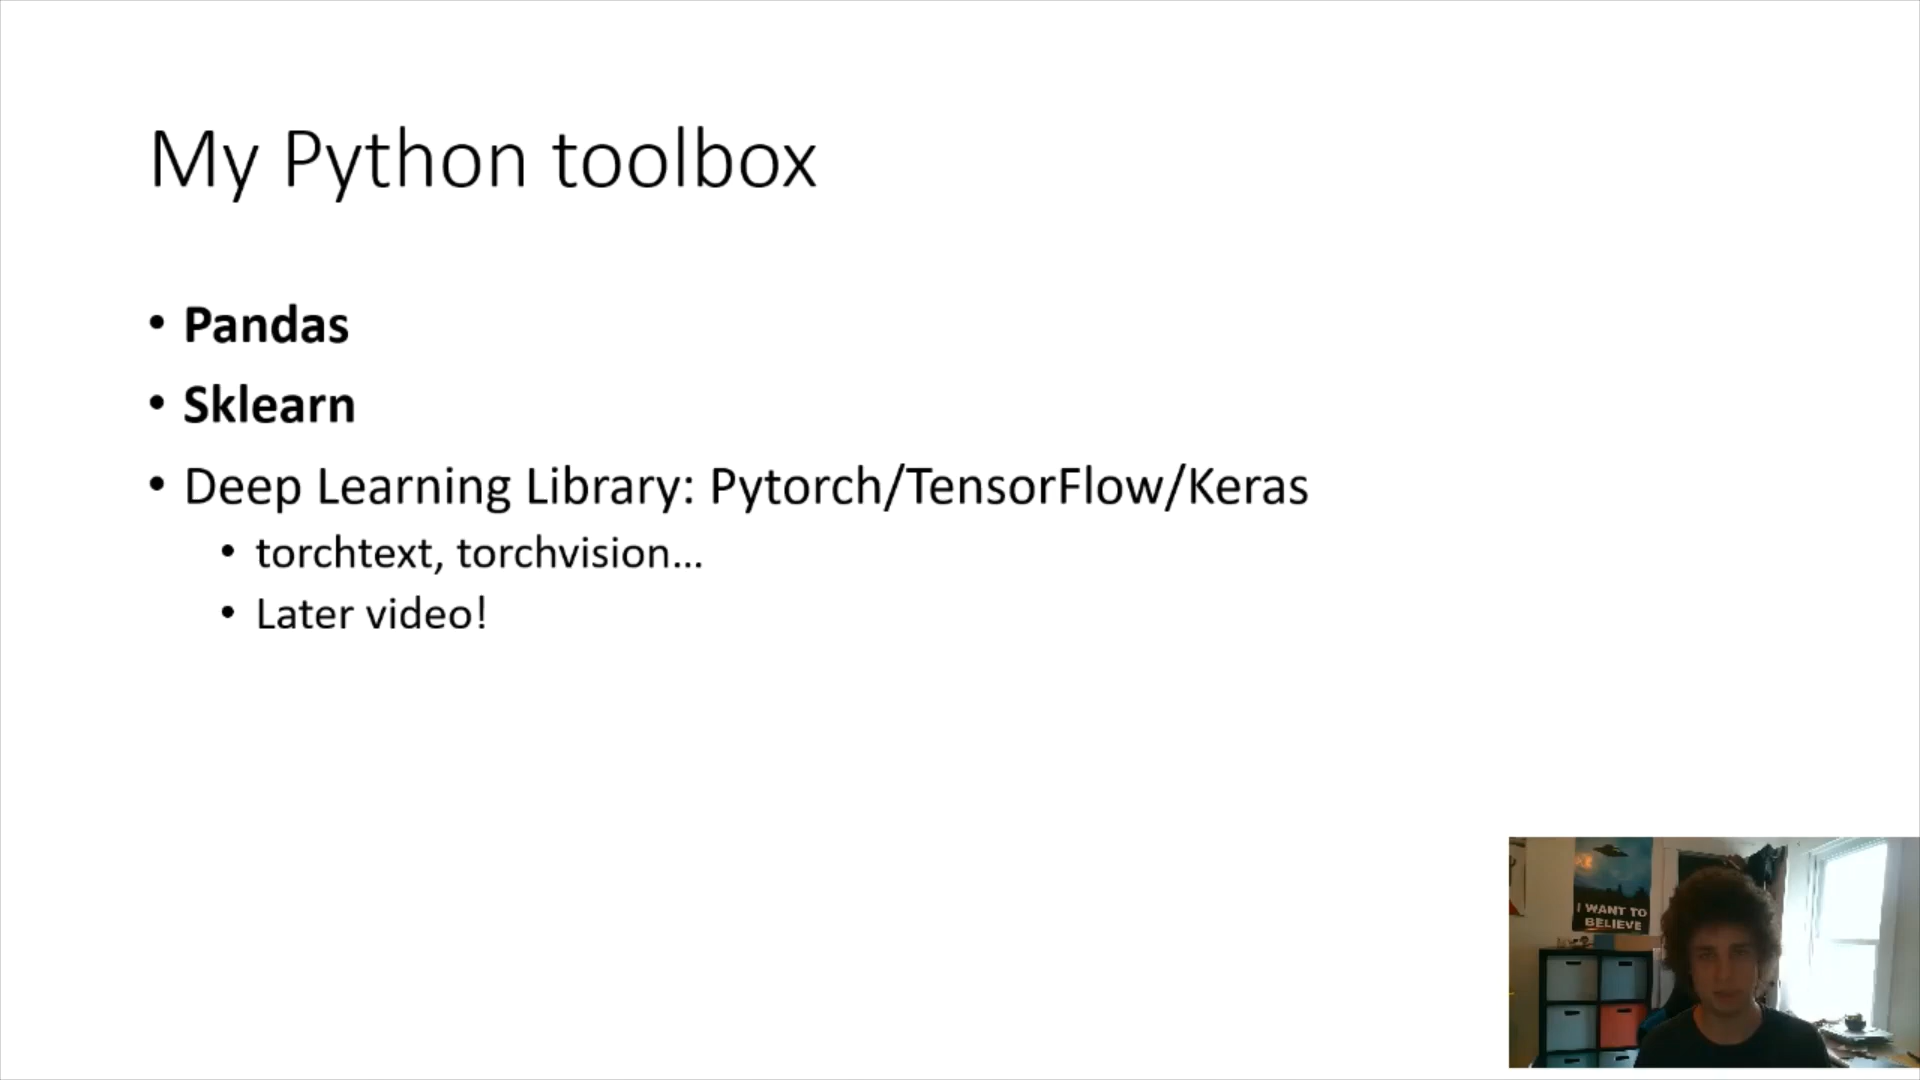 My Python toolbox
• Pandas
• Sklearn
• Deep Learning Library: Pytorch/TensorFlow/Keras
• torchtext, torchvision...
• Later video!
I WANT TO
BELIEVE